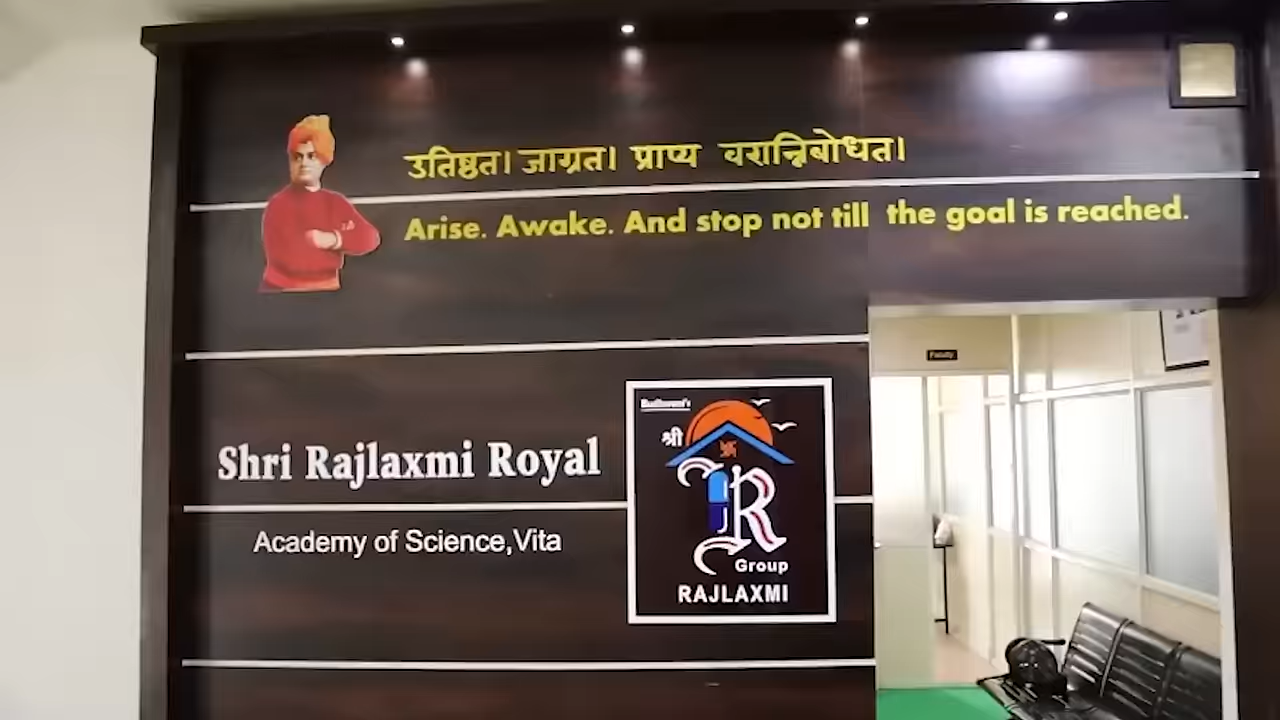 उतिष्ठत। जाग्रत। प्राप्य वरान्निबोधत।
Arise. Awake. And stop not till the goal is reached.
Shri Rajlaxmi Royal
Academy of Science,Vita
श्री
R
Group
RAJLAXMI
Faculty